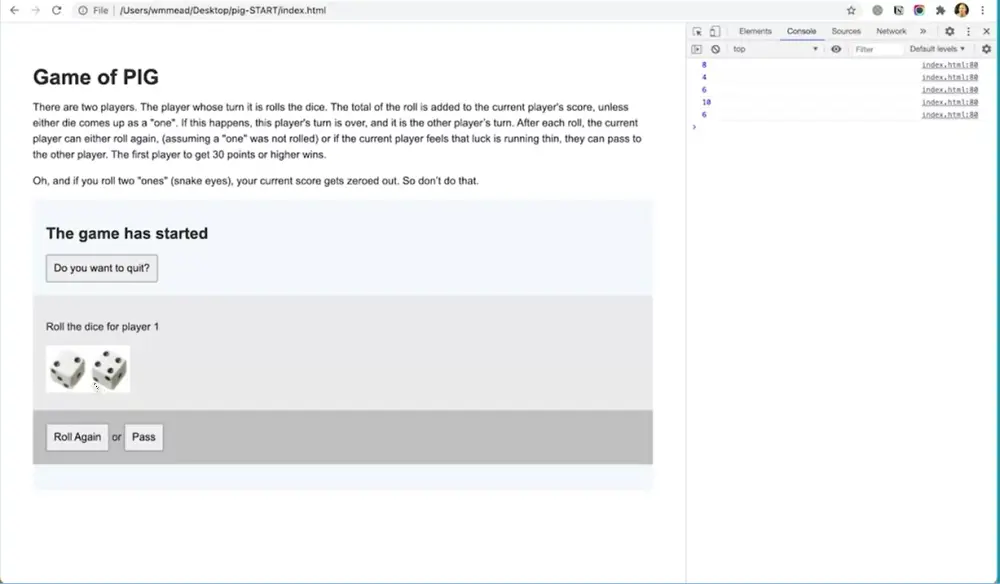 File /Users/wmmead/Desktop/pig-START/index.html
Elements Console Sources Network »
top Filter Default levels
Game of PIG
There are two players. The player whose turn it is rolls the dice. The total of the roll is added to the current player's score, unless
either die comes up as a "one". If this happens, this player's turn is over, and it is the other player's turn. After each roll, the current
player can either roll again, (assuming a "one" was not rolled) or if the current player feels that luck is running thin, they can pass to
the other player. The first player to get 30 points or higher wins.
Oh, and if you roll two "ones" (snake eyes), your current score gets zeroed out. So don't do that.
The game has started
Do you want to quit?
Roll the dice for player 1
Roll Again or Pass
8 index.html:80
4 index.html:80
6 index.html:80
10 index.html:80
6 index.html:80